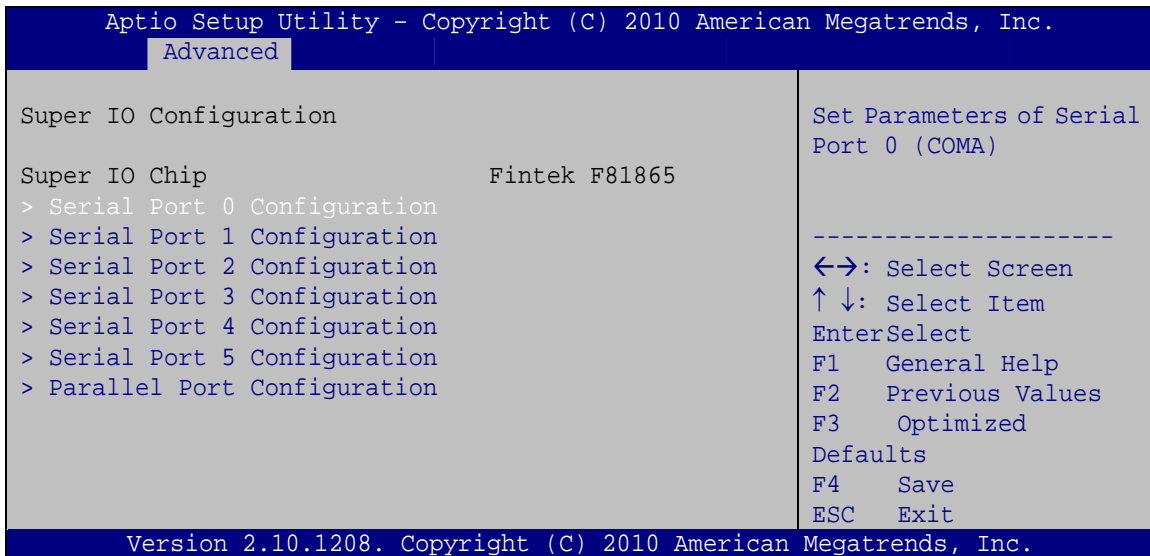 Aptio Setup Utility – Copyright (C) 2010 American Megatrends, Inc.
Advanced
Super IO Configuration
Super IO Chip Fintek F81865
> Serial Port 0 Configuration
> Serial Port 1 Configuration
> Serial Port 2 Configuration
> Serial Port 3 Configuration
> Serial Port 4 Configuration
> Serial Port 5 Configuration
> Parallel Port Configuration
Set Parameters of Serial
Port 0 (COMA)
---------------------
←→: Select Screen
↑ ↓: Select Item
EnterSelect
F1 General Help
F2 Previous Values
F3 Optimized
Defaults
F4 Save
ESC Exit
Version 2.10.1208. Copyright (C) 2010 American Megatrends, Inc.